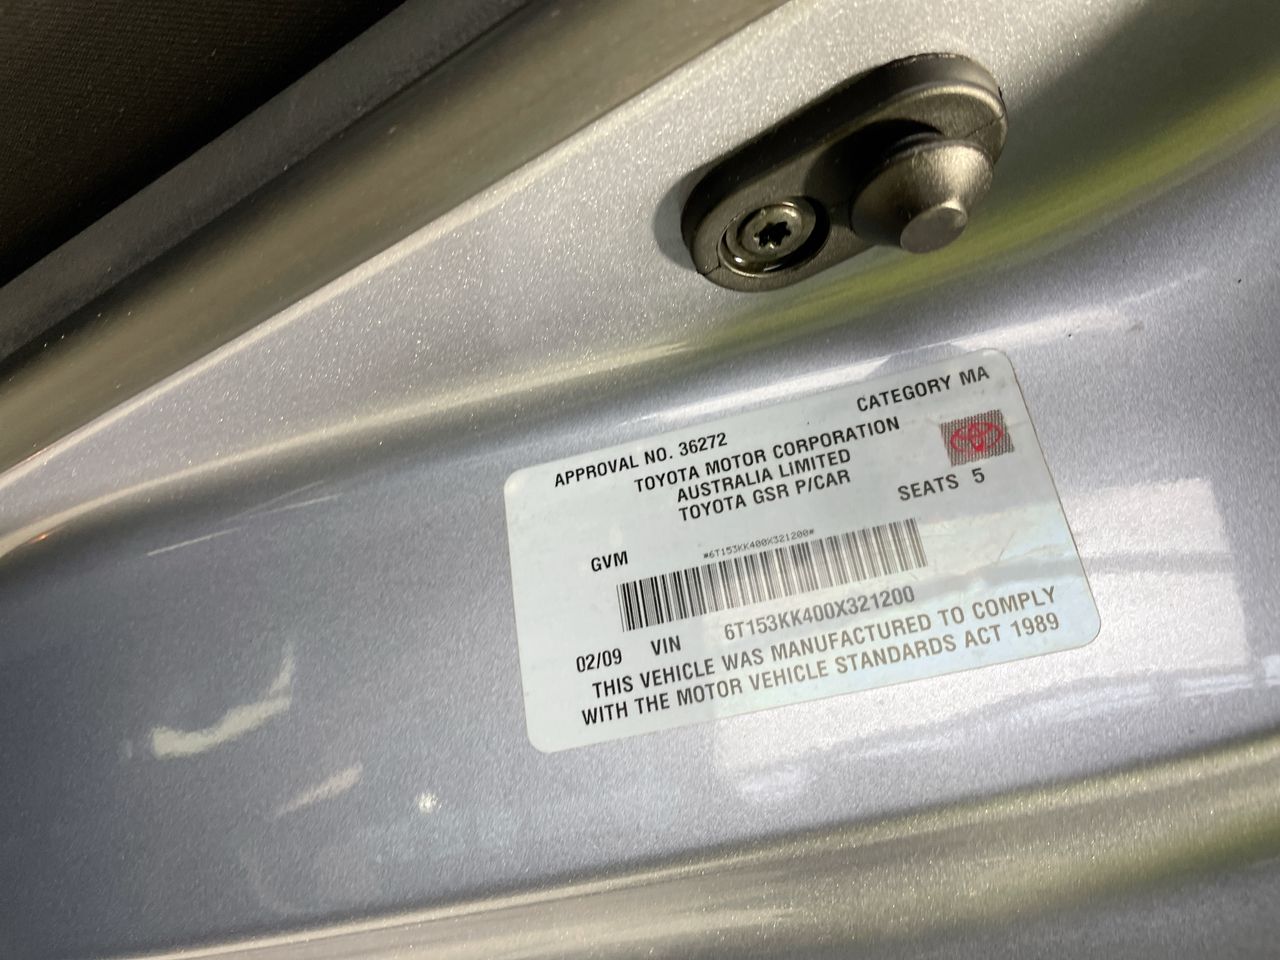 CATEGORY MA
APPROVAL NO. 36272
TOYOTA MOTOR CORPORATION
AUSTRALIA LIMITED
TOYOTA GSR P/CAR
SEATS 5
GVM
*6T153KK400X321200*
02/09 VIN 6T153KK400X321200
THIS VEHICLE WAS MANUFACTURED TO COMPLY
WITH THE MOTOR VEHICLE STANDARDS ACT 1989